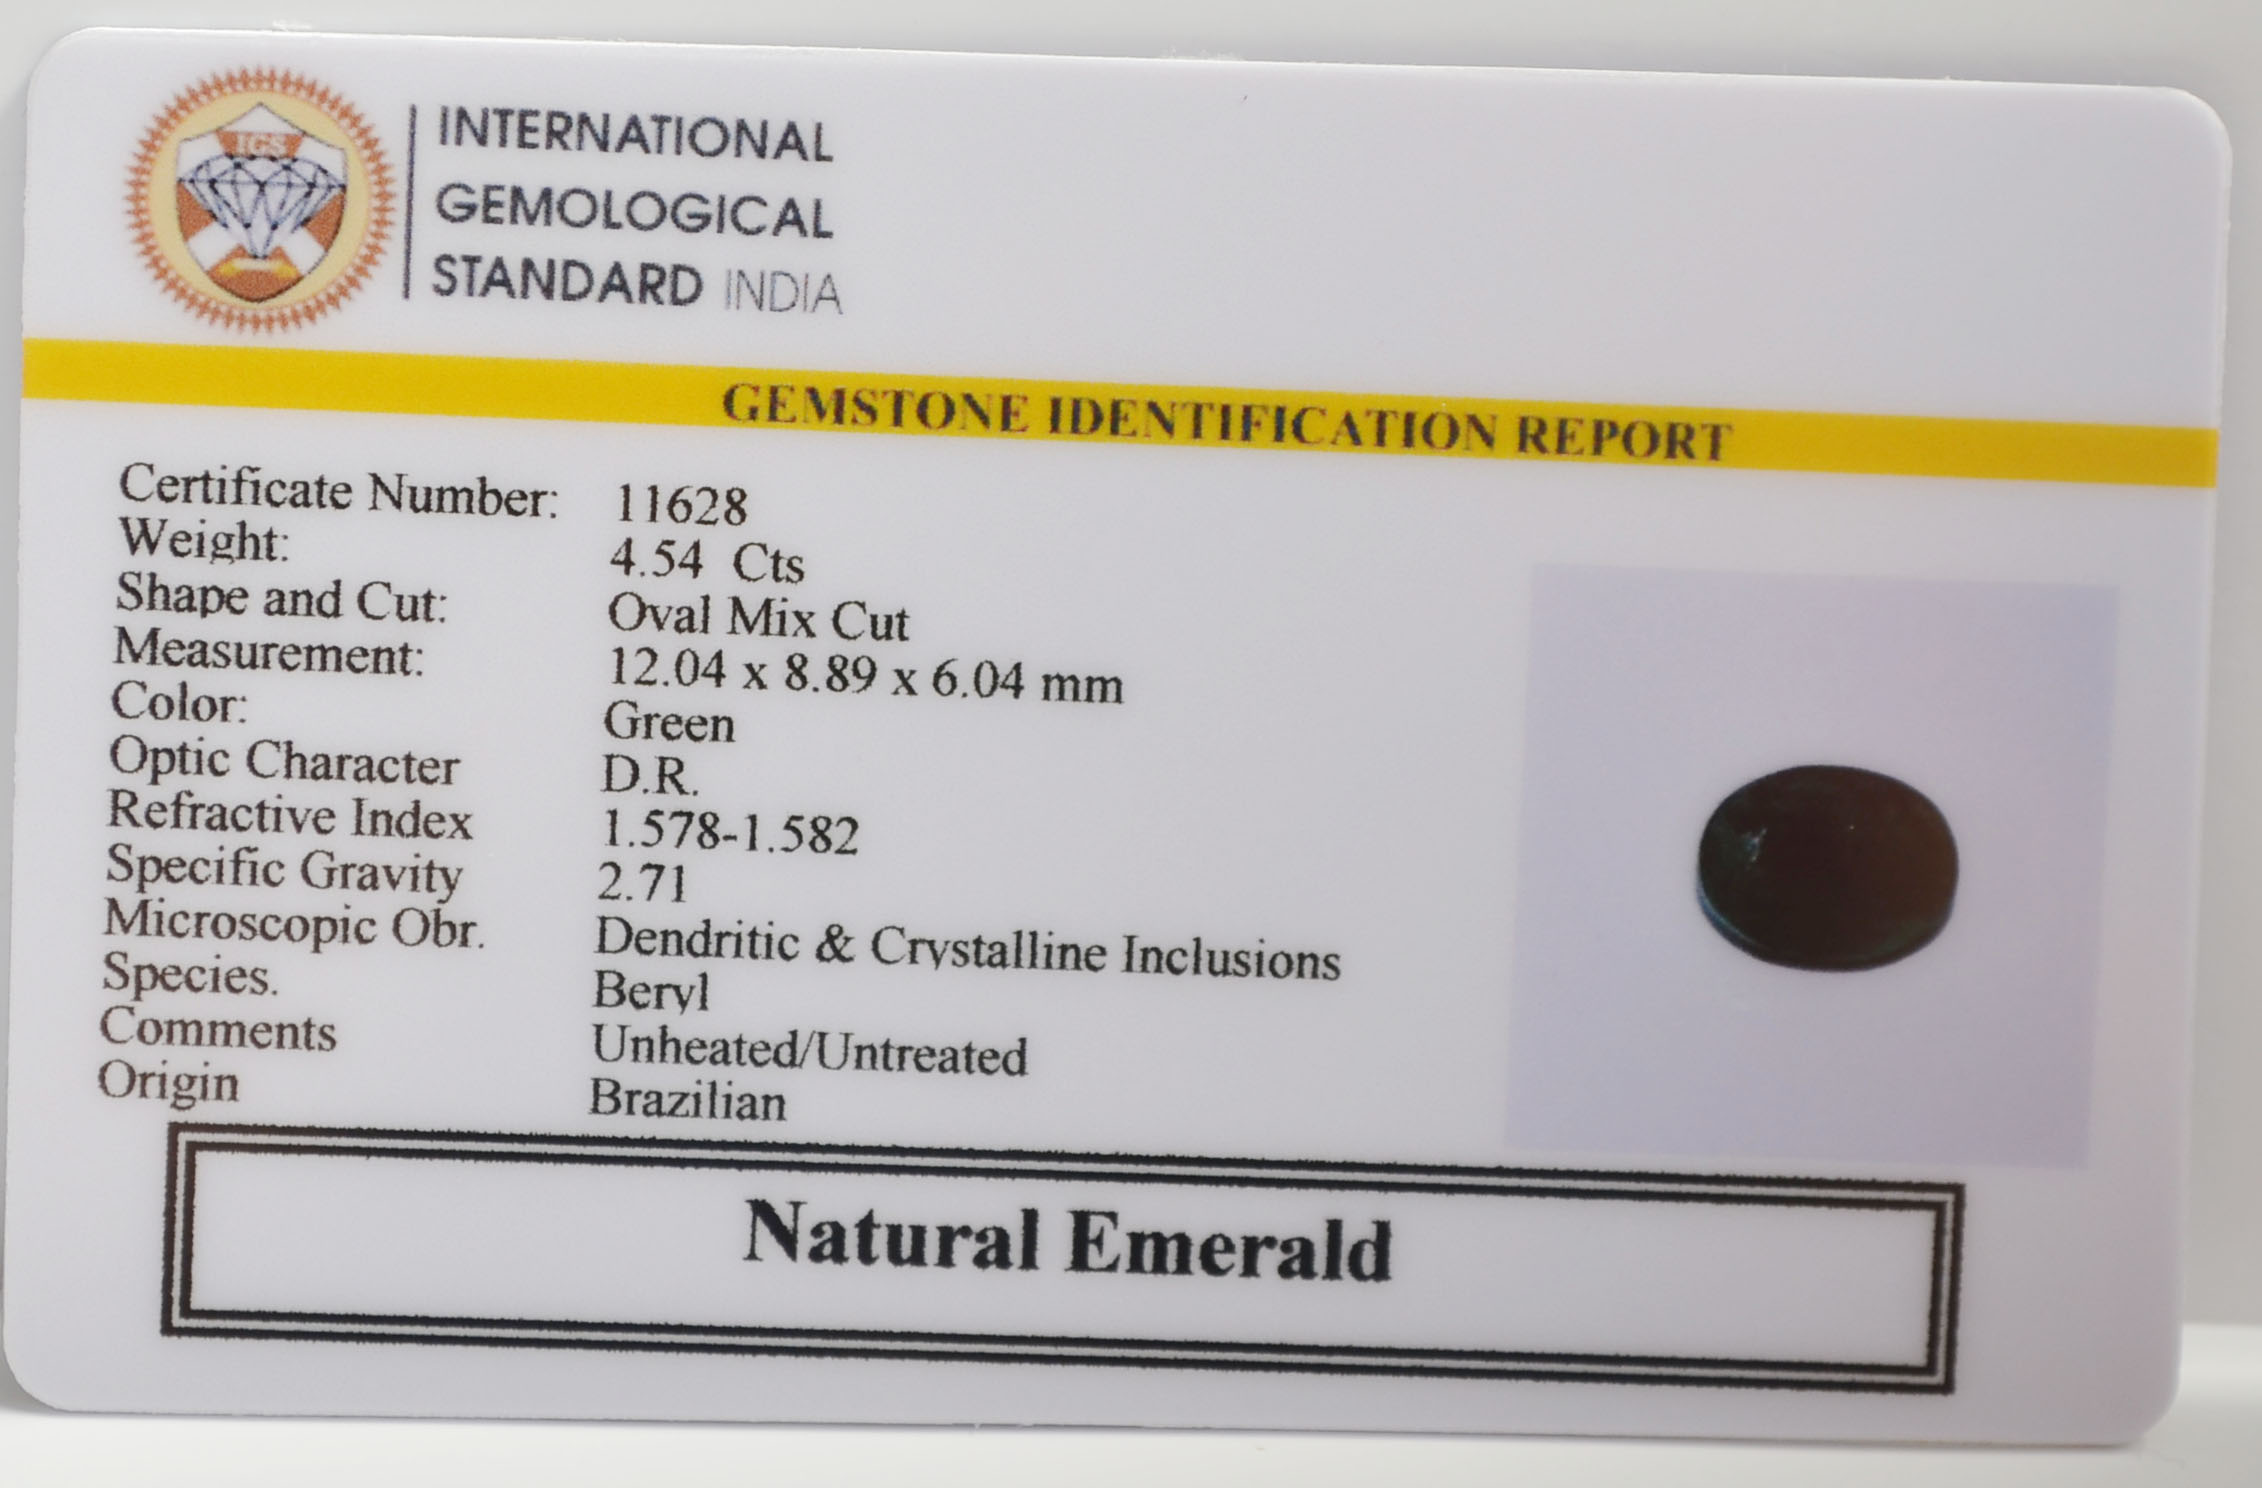 IGS
INTERNATIONAL
GEMOLOGICAL
STANDARD INDIA
GEMSTONE IDENTIFICATION REPORT
Certificate Number: 11628
Weight: 4.54 Cts
Shape and Cut: Oval Mix Cut
Measurement: 12.04 x 8.89 x 6.04 mm
Color: Green
Optic Character D.R.
Refractive Index 1.578-1.582
Specific Gravity 2.71
Microscopic Obr. Dendritic & Crystalline Inclusions
Species. Beryl
Comments Unheated/Untreated
Origin Brazilian
Natural Emerald